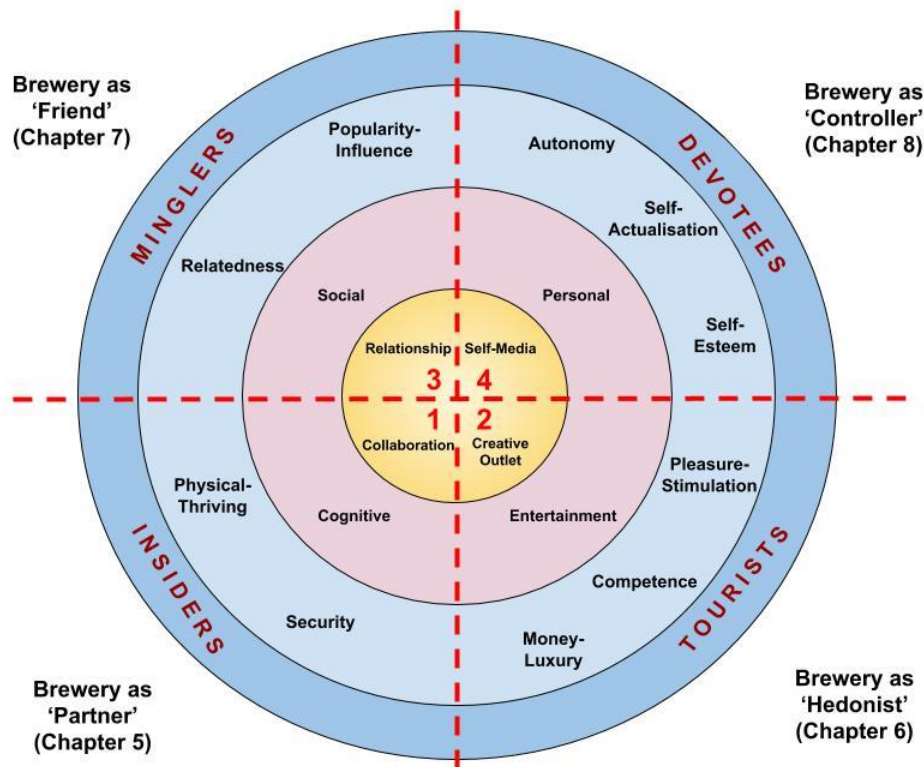 Brewery as
'Friend'
(Chapter 7)
Brewery as
'Controller'
(Chapter 8)
MINGLERS
DEVOTEES
Popularity-
Influence
Autonomy
Self-
Actualisation
Relatedness
Social
Personal
Self-
Esteem
Relationship
Self-Media
3
4
1
2
Collaboration
Creative
Outlet
Physical-
Thriving
Pleasure-
Stimulation
Cognitive
Entertainment
Competence
Security
Money-
Luxury
INSIDERS
TOURISTS
Brewery as
'Partner'
(Chapter 5)
Brewery as
'Hedonist'
(Chapter 6)